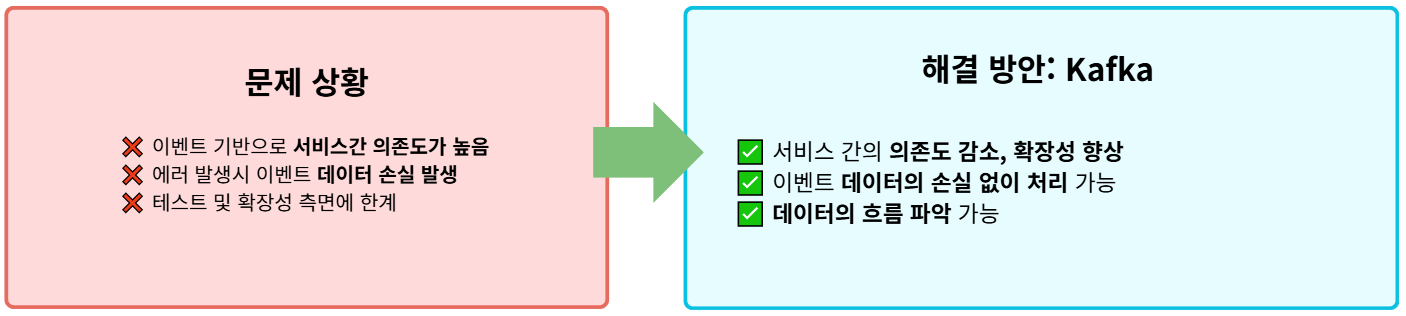 문제 상황
❌ 이벤트 기반으로 서비스간 의존도가 높음
❌ 에러 발생시 이벤트 데이터 손실 발생
❌ 테스트 및 확장성 측면에 한계
해결 방안: Kafka
✅ 서비스 간의 의존도 감소, 확장성 향상
✅ 이벤트 데이터의 손실 없이 처리 가능
✅ 데이터의 흐름 파악 가능